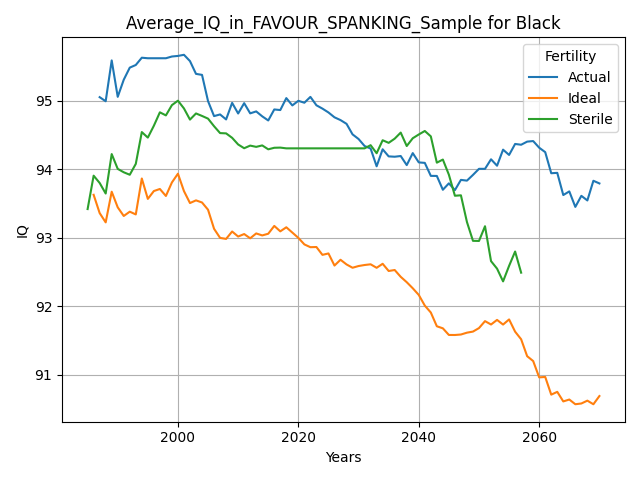 Average_IQ_in_FAVOUR_SPANKING_Sample for Black
Fertility
Actual
Ideal
Sterile
IQ
95
94
93
92
91
2000 2020 2040 2060
Years